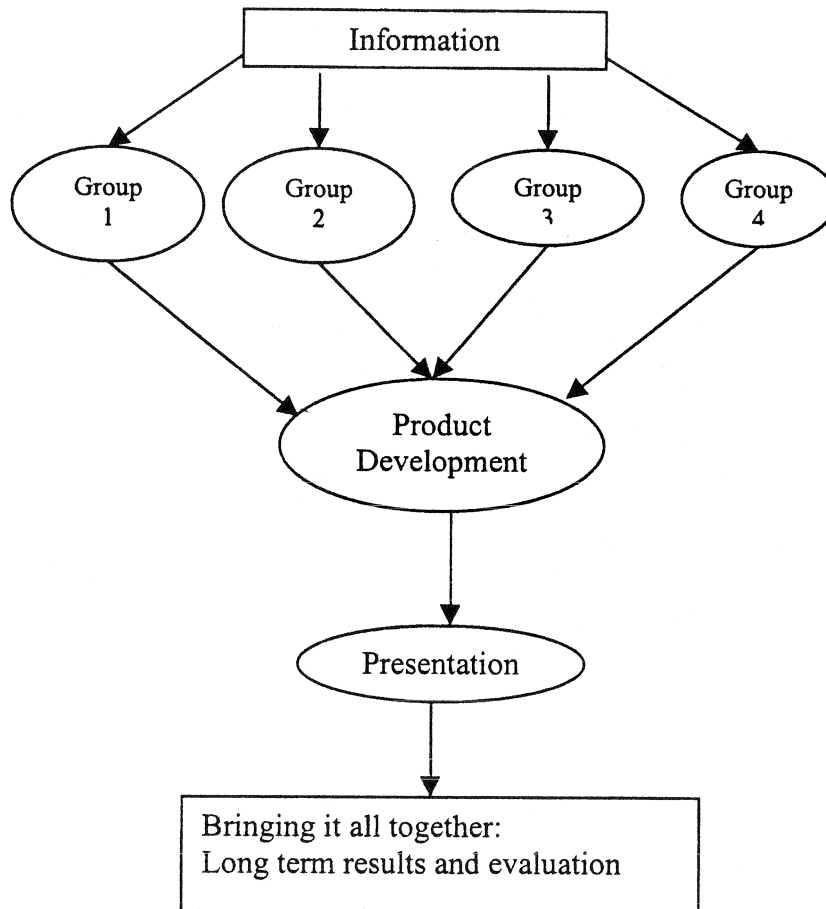 Information
Group
1
Group
2
Group
3
Group
4
Product
Development
Presentation
Bringing it all together:
Long term results and evaluation